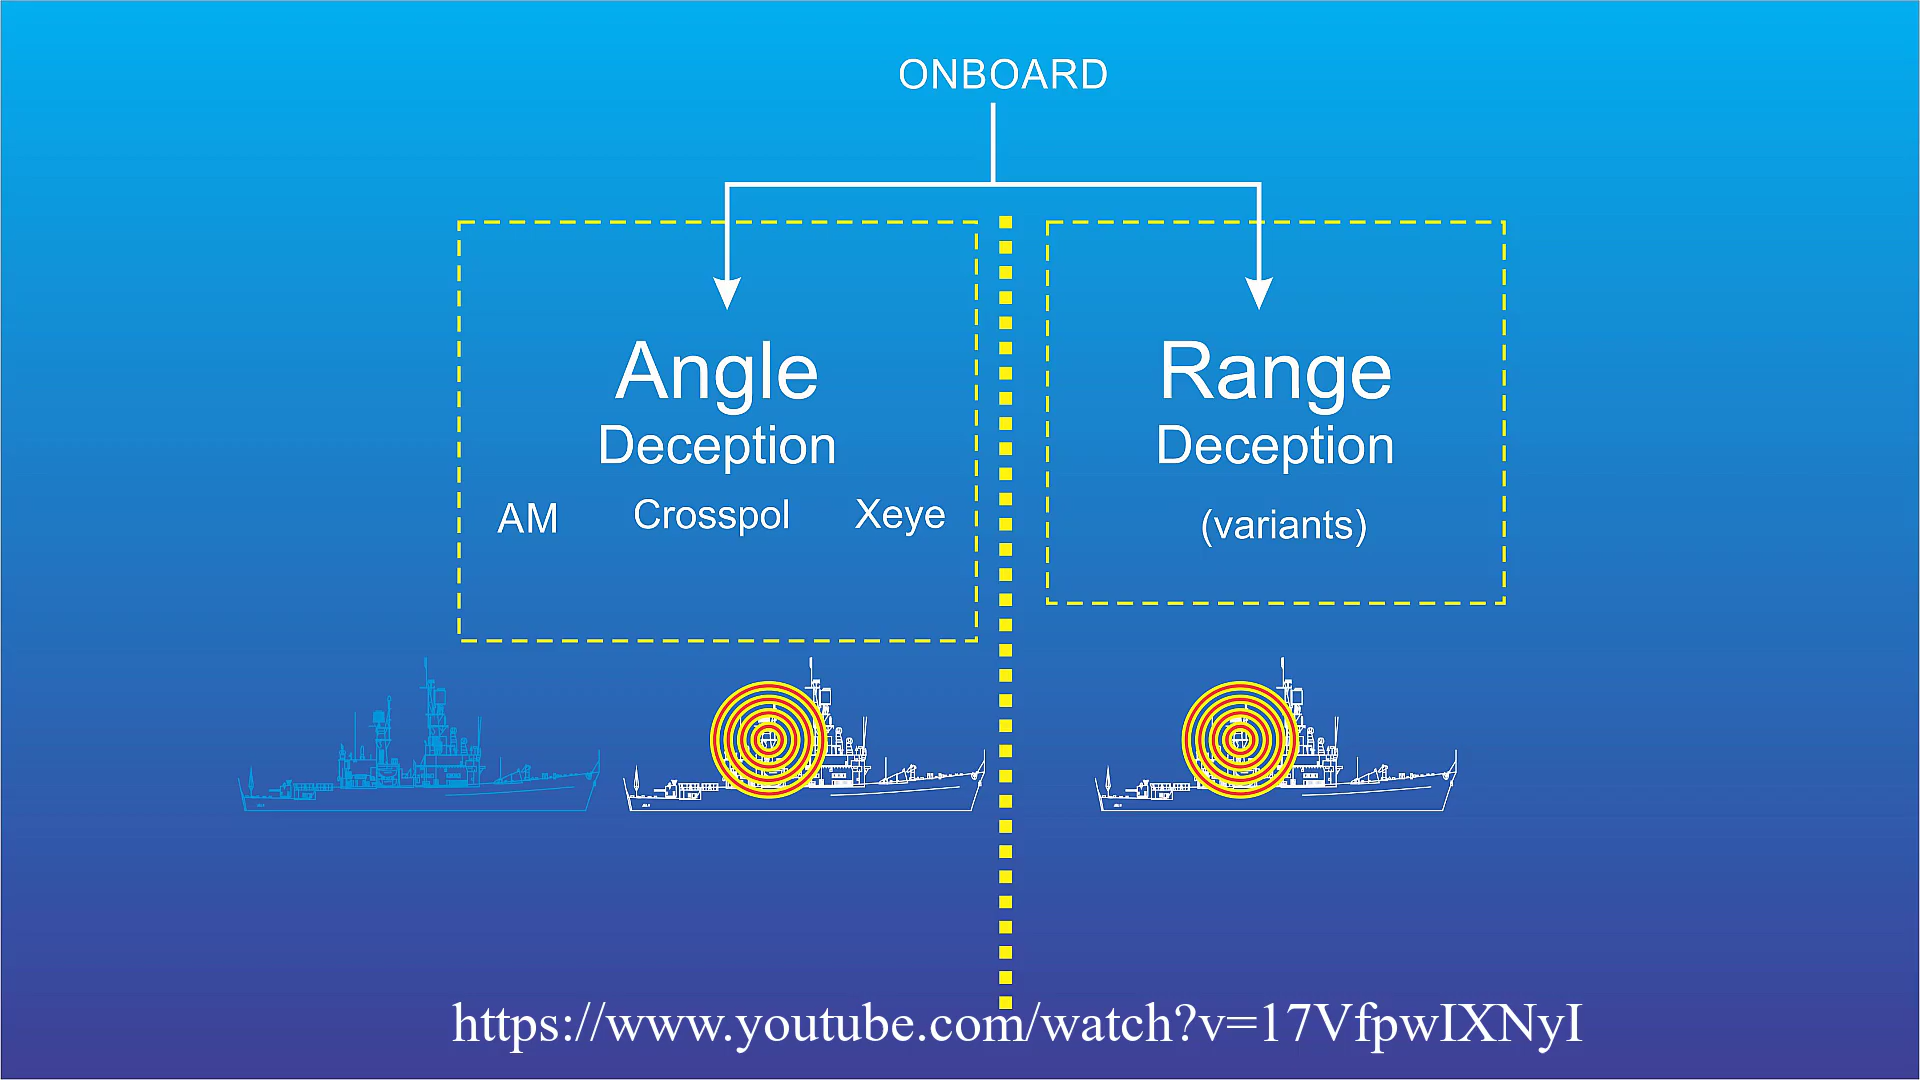 ONBOARD
Angle
Deception
AM Crosspol Xeye
Range
Deception
(variants)
https://www.youtube.com/watch?v=17VfpwIXNyI